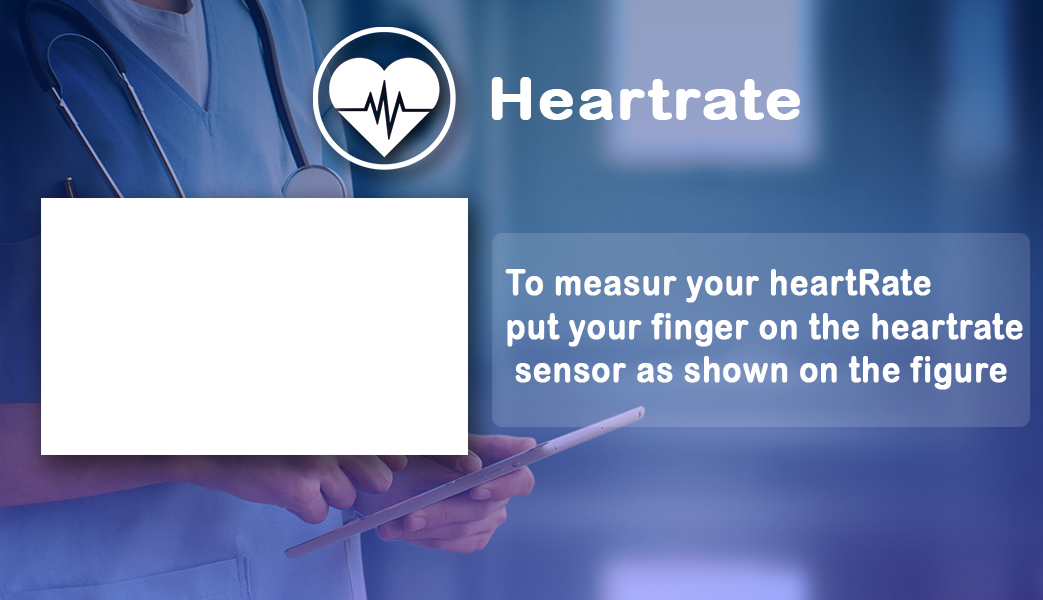 Heartrate
To measur your heartRate
put your finger on the heartrate
sensor as shown on the figure